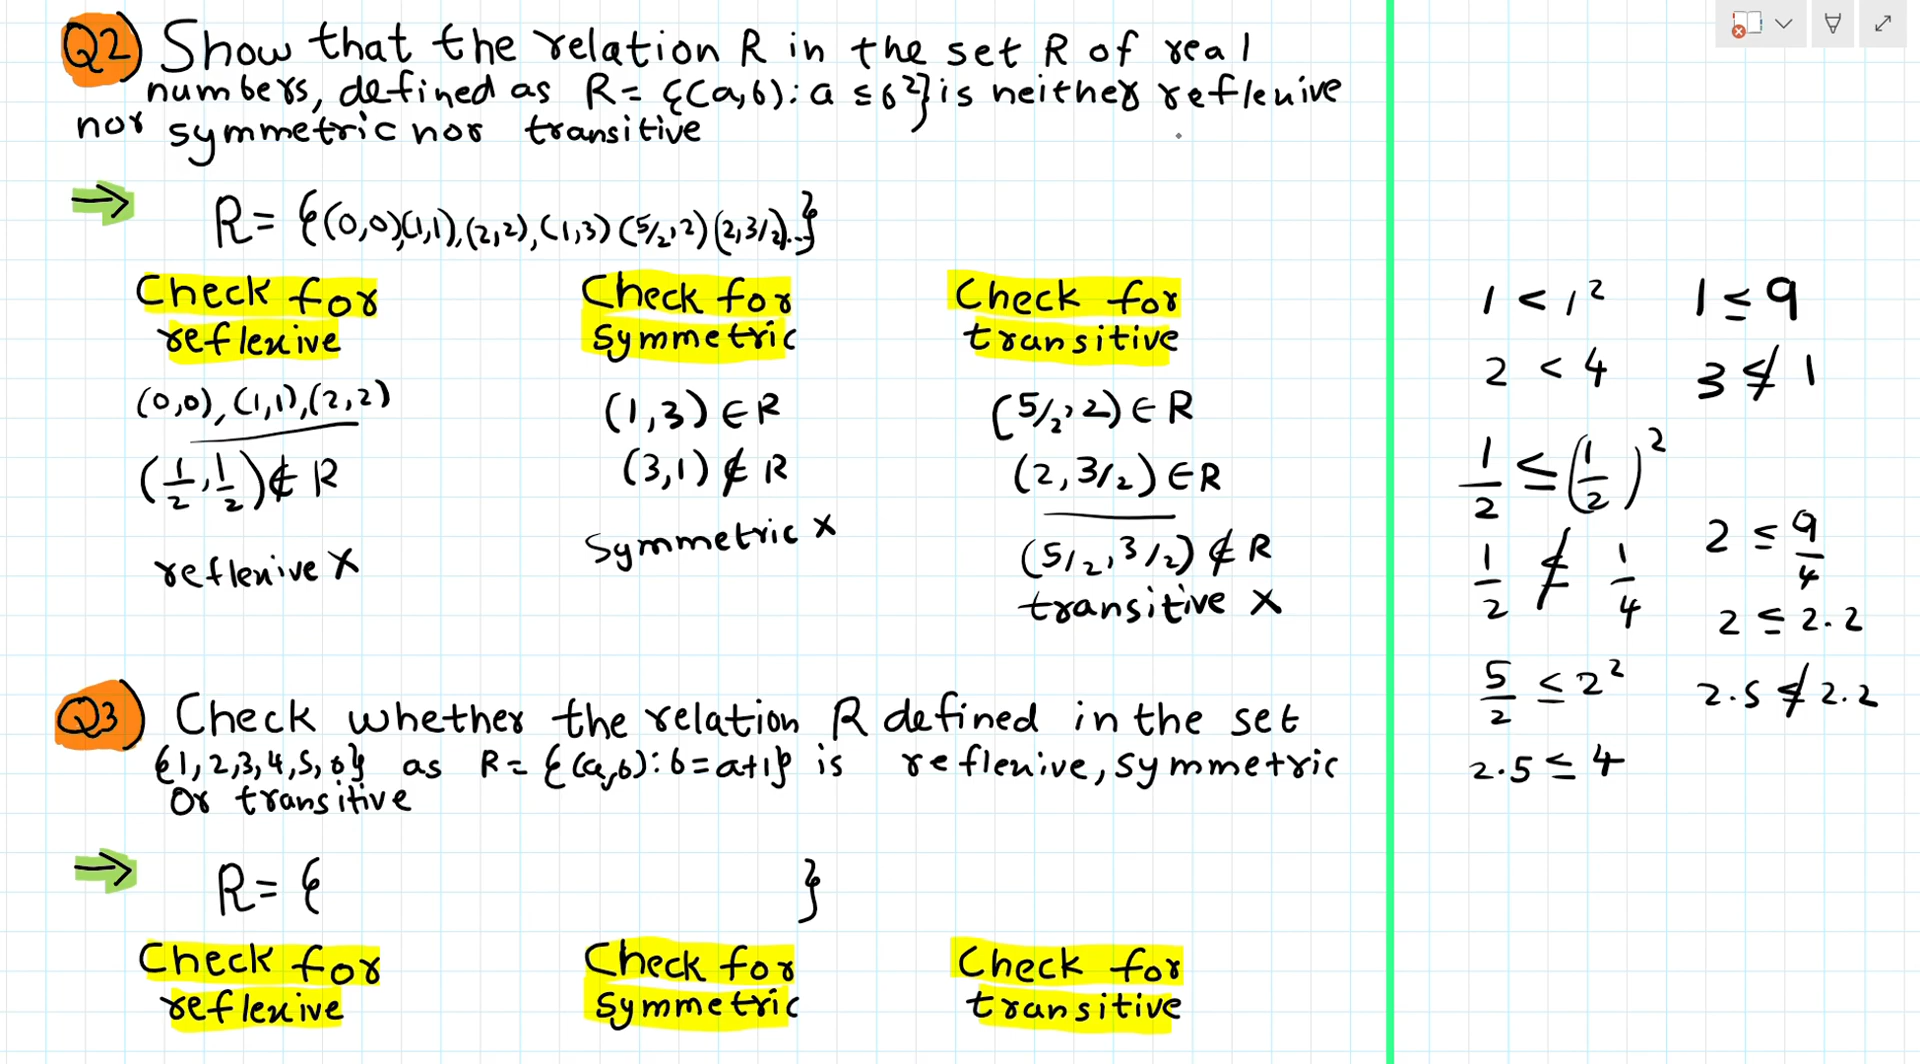 Q2) Show that the relation R in the set R of real
numbers, defined as R= {(a,b): a ≤ b²} is neither reflexive
nor symmetric nor transitive
⇒ R= {(0,0),(1,1),(2,2),(1,3)(5/2,2)(2,3/2)...}
Check for
reflexive
(0,0),(1,1),(2,2)
(1/2,1/2)∉ R
reflexive X
Check for
symmetric
(1,3) ∈ R
(3,1) ∉ R
Symmetric X
Check for
transitive
(5/2,2) ∈ R
(2,3/2) ∈ R
(5/2,3/2) ∉ R
transitive X
1 < 1²
2 < 4
1/2 ≤ (1/2)²
1/2 ≰ 1/4
5/2 ≤ 2²
2.5 ≤ 4
1 ≤ 9
3 ≰ 1
2 ≤ 9/4
2 ≤ 2.2
2.5 ≰ 2.2
Q3) Check whether the relation R defined in the set
{1,2,3,4,5,6} as R= {(a,b): b=a+1} is reflexive, symmetric
Or transitive
⇒ R= { }
Check for
reflexive
Check for
symmetric
Check for
transitive